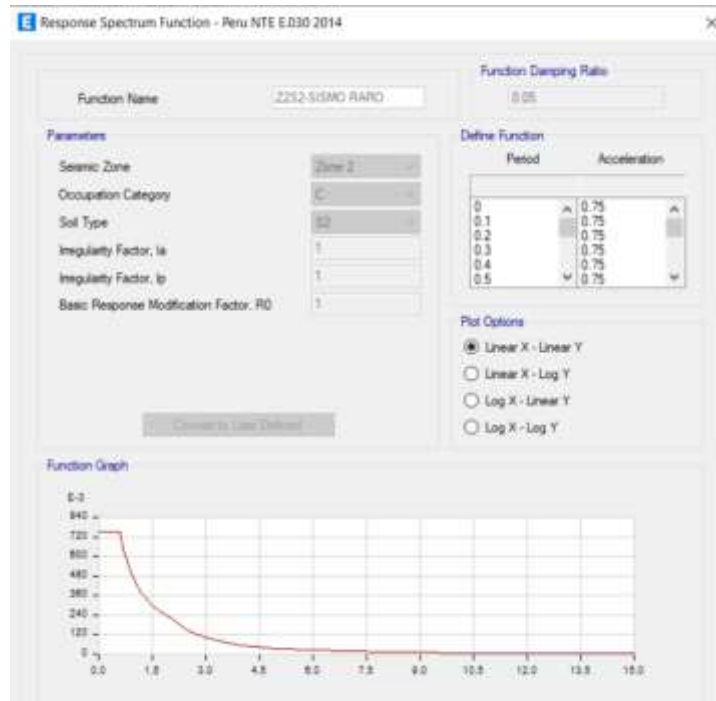 E Response Spectrum Function - Peru NTE E.030 2014
Function Damping Ratio
Function Name
Z2S2-SISMO RARO
0.05
Parameters
Define Function
Seismic Zone
Zone 2
Period
Acceleration
Occupation Category
C
Soil Type
S2
Irregularity Factor, Ia
1
Irregularity Factor, Ip
1
Basic Response Modification Factor, R0
1
0 0.75
0.1 0.75
0.2 0.75
0.3 0.75
0.4 0.75
0.5 0.75
Plot Options
Linear X - Linear Y
Linear X - Log Y
Log X - Linear Y
Log X - Log Y
Convert to User Defined
Function Graph
E-3
840
720
600
480
360
240
120
0
0.0 1.5 3.0 4.5 6.0 7.5 9.0 10.5 12.0 13.5 15.0